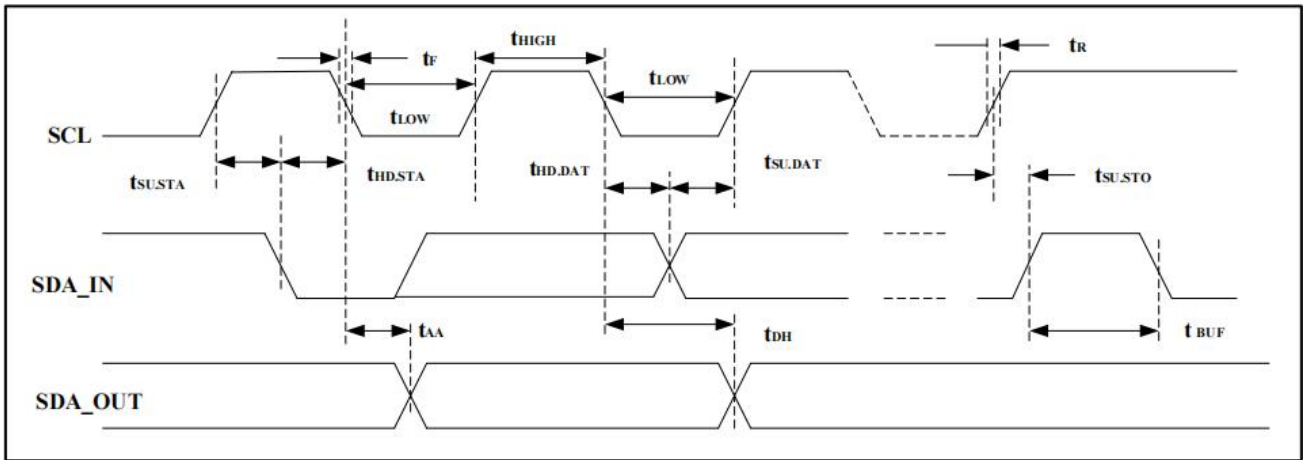 tF
tHIGH
tR
tLOW
tLOW
SCL
tSU.STA
tHD.STA
tHD.DAT
tSU.DAT
tSU.STO
SDA_IN
tAA
tDH
t BUF
SDA_OUT